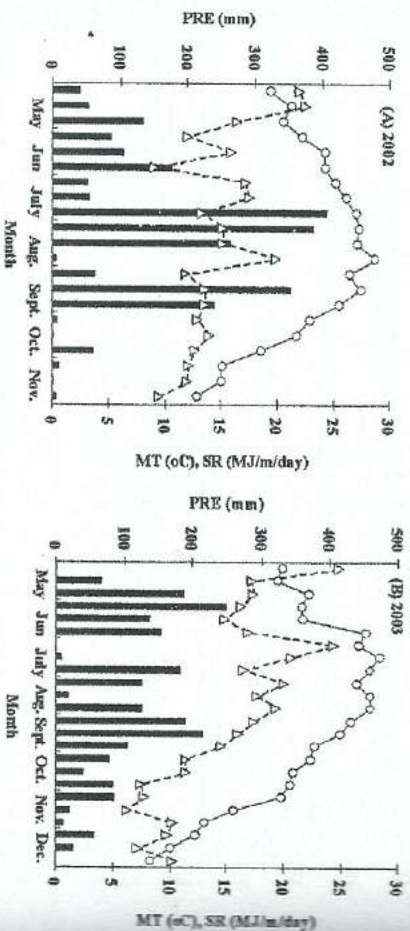 PRE (mm)
0 100 200 300 400 500
(A) 2002
May Jun July Aug. Sept. Oct. Nov.
Month
0 5 10 15 20 25 30
MT (oC), SR (MJ/m/day)
PRE (mm)
0 100 200 300 400 500
(B) 2003
May Jun July Aug. Sept. Oct. Nov. Dec.
Month
0 5 10 15 20 25 30
MT (oC), SR (MJ/m/day)